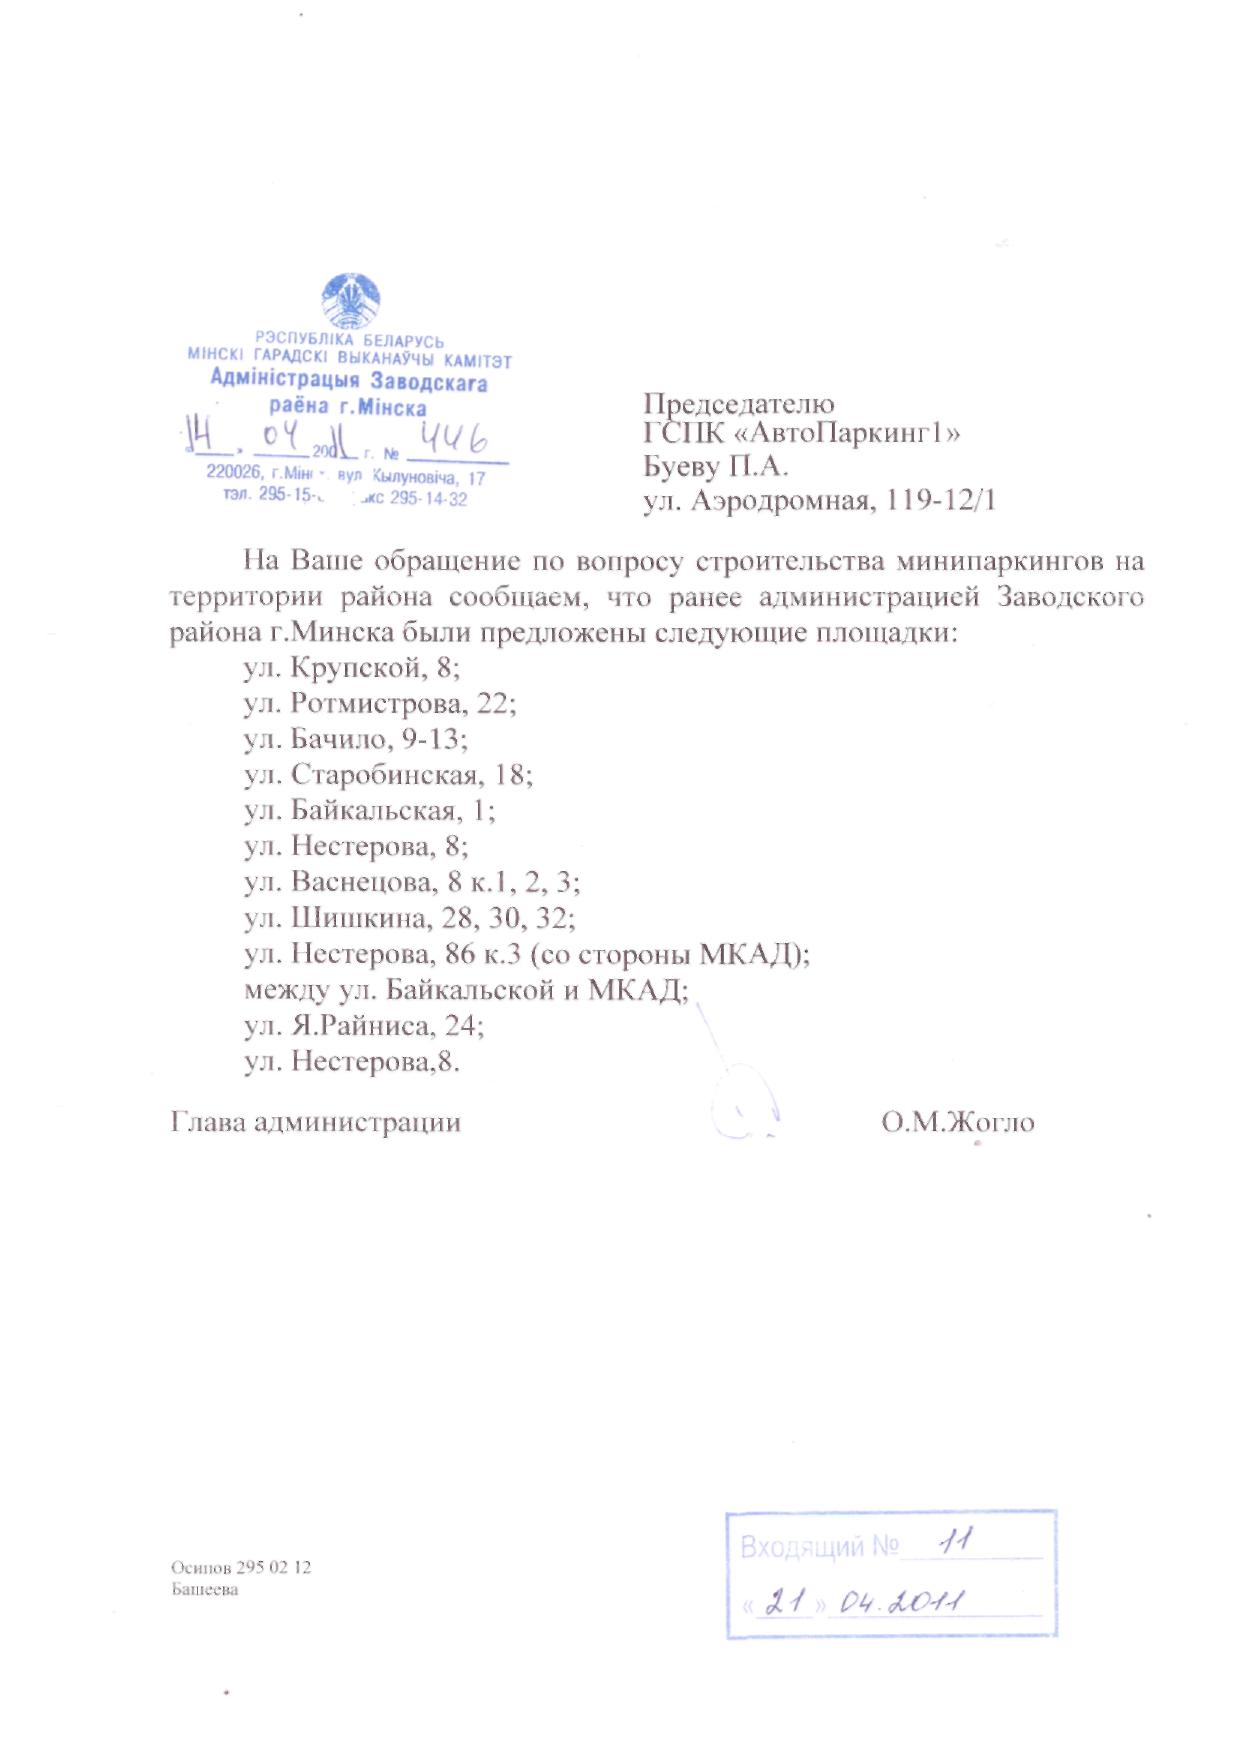 РЭСПУБЛІКА БЕЛАРУСЬ
МІНСКІ ГАРАДСКІ ВЫКАНАЎЧЫ КАМІТЭТ
Адміністрацыя Заводскага
раёна г.Мінска
14 04 2011 г. № 446
220026, г.Мінс вул Кылуновіча, 17
тэл. 295-15- кс 295-14-32
Председателю
ГСПК «АвтоПаркинг1»
Буеву П.А.
ул. Аэродромная, 119-12/1
На Ваше обращение по вопросу строительства минипаркингов на
территории района сообщаем, что ранее администрацией Заводского
района г.Минска были предложены следующие площадки:
ул. Крупской, 8;
ул. Ротмистрова, 22;
ул. Бачило, 9-13;
ул. Старобинская, 18;
ул. Байкальская, 1;
ул. Нестерова, 8;
ул. Васнецова, 8 к.1, 2, 3;
ул. Шишкина, 28, 30, 32;
ул. Нестерова, 86 к.3 (со стороны МКАД);
между ул. Байкальской и МКАД;
ул. Я.Райниса, 24;
ул. Нестерова,8.
Глава администрации О.М.Жогло
Осипов 295 02 12
Башеева
Входящий № 11
« 21 » 04.2011